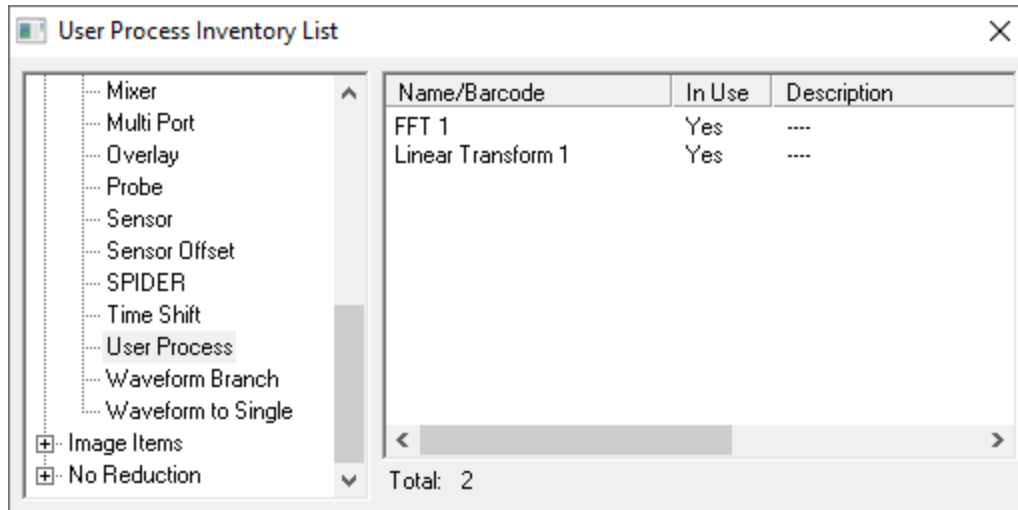 User Process Inventory List
Mixer
Multi Port
Overlay
Probe
Sensor
Sensor Offset
SPIDER
Time Shift
User Process
Waveform Branch
Waveform to Single
Image Items
No Reduction
Name/Barcode In Use Description
FFT 1 Yes ----
Linear Transform 1 Yes ----
Total: 2